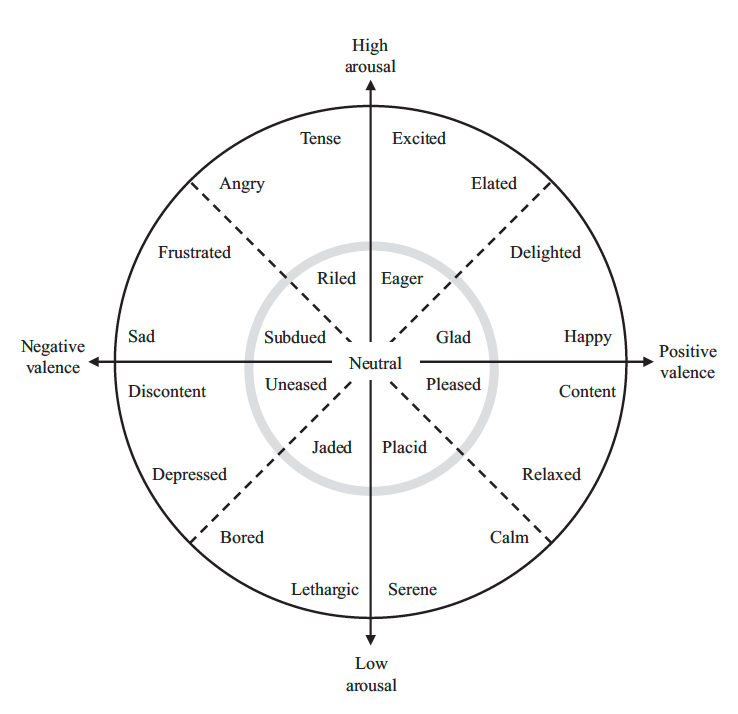 High
arousal
Tense
Excited
Angry
Elated
Frustrated
Delighted
Riled
Eager
Sad
Subdued
Glad
Happy
Negative
valence
Neutral
Positive
valence
Discontent
Uneased
Pleased
Content
Jaded
Placid
Depressed
Relaxed
Bored
Calm
Lethargic
Serene
Low
arousal